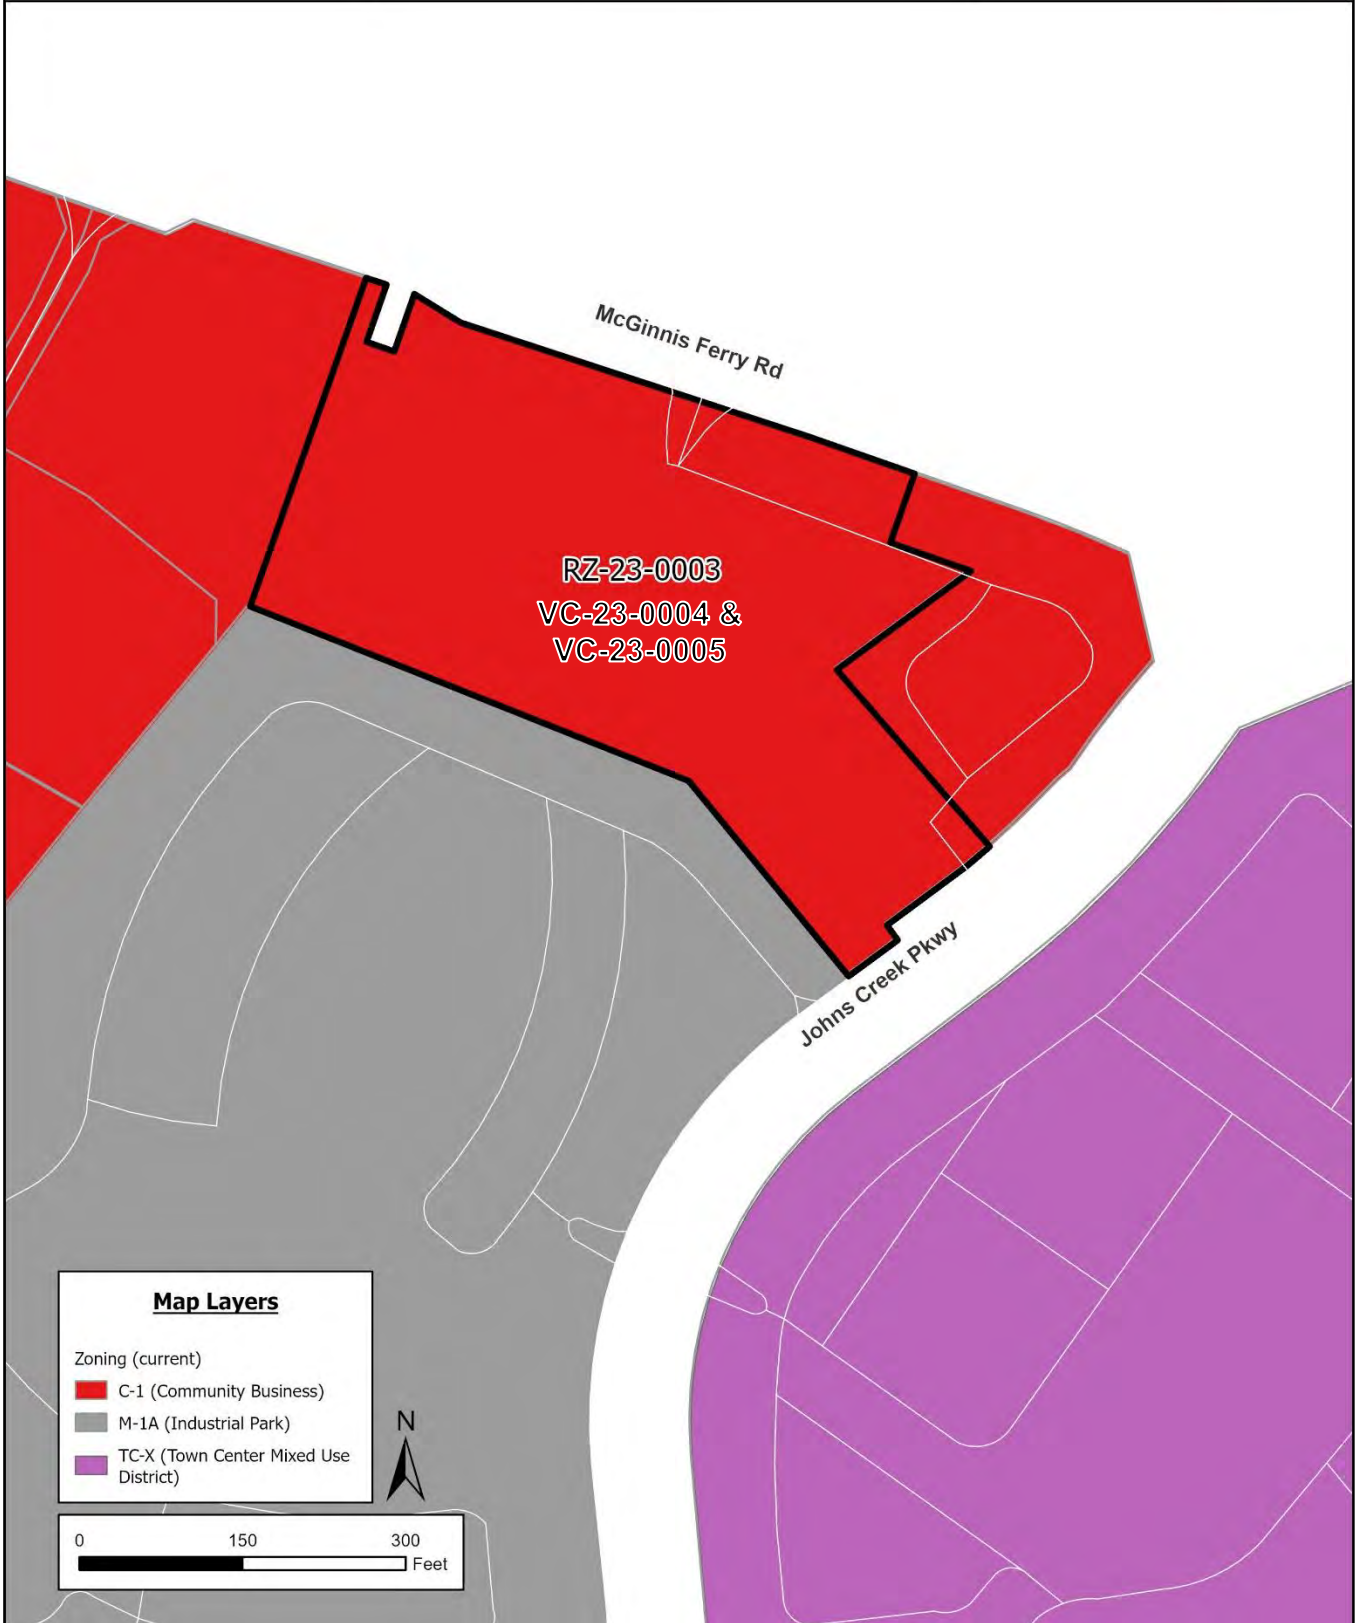 McGinnis Ferry Rd
RZ-23-0003
VC-23-0004 &
VC-23-0005
Johns Creek Pkwy
Map Layers
Zoning (current)
C-1 (Community Business)
M-1A (Industrial Park)
TC-X (Town Center Mixed Use
District)
N
0 150 300
Feet